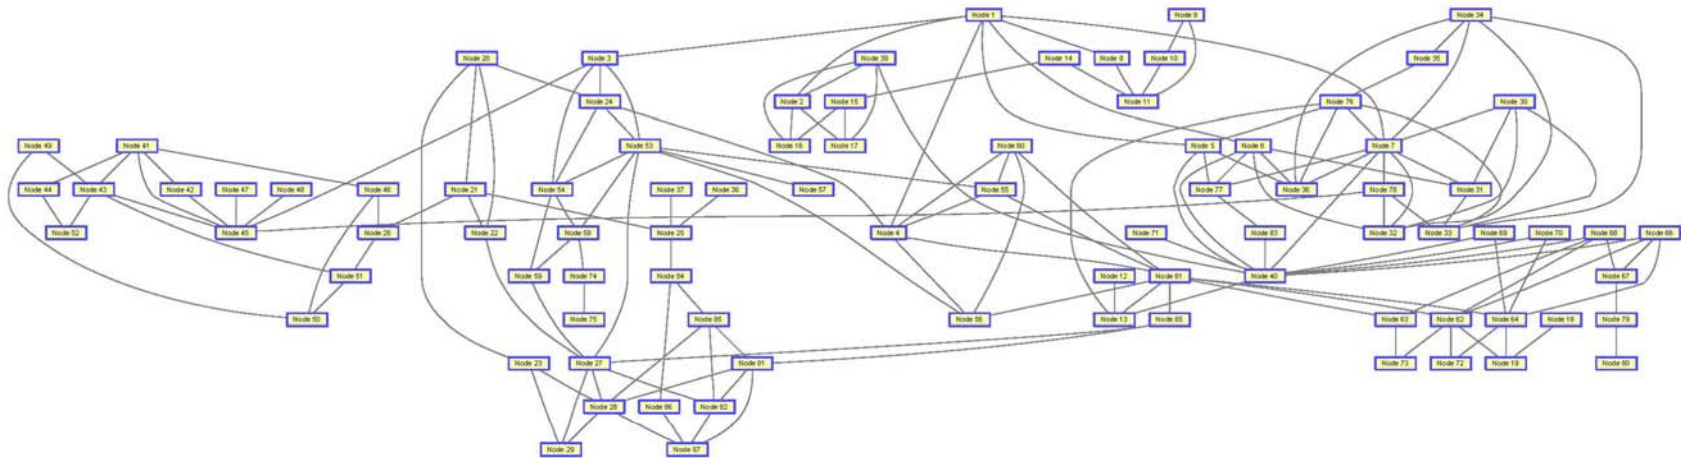 Node 1
Node 9
Node 34
Node 20
Node 3
Node 39
Node 14
Node 8
Node 10
Node 35
Node 24
Node 2
Node 15
Node 11
Node 76
Node 30
Node 49
Node 41
Node 53
Node 16
Node 17
Node 60
Node 5
Node 6
Node 7
Node 44
Node 43
Node 42
Node 47
Node 48
Node 46
Node 21
Node 54
Node 37
Node 38
Node 57
Node 55
Node 77
Node 36
Node 78
Node 31
Node 52
Node 45
Node 26
Node 22
Node 58
Node 25
Node 4
Node 71
Node 83
Node 32
Node 33
Node 69
Node 70
Node 68
Node 66
Node 51
Node 59
Node 74
Node 84
Node 12
Node 61
Node 40
Node 67
Node 50
Node 75
Node 85
Node 56
Node 13
Node 65
Node 63
Node 62
Node 64
Node 18
Node 79
Node 23
Node 27
Node 81
Node 73
Node 72
Node 19
Node 80
Node 28
Node 86
Node 82
Node 29
Node 87